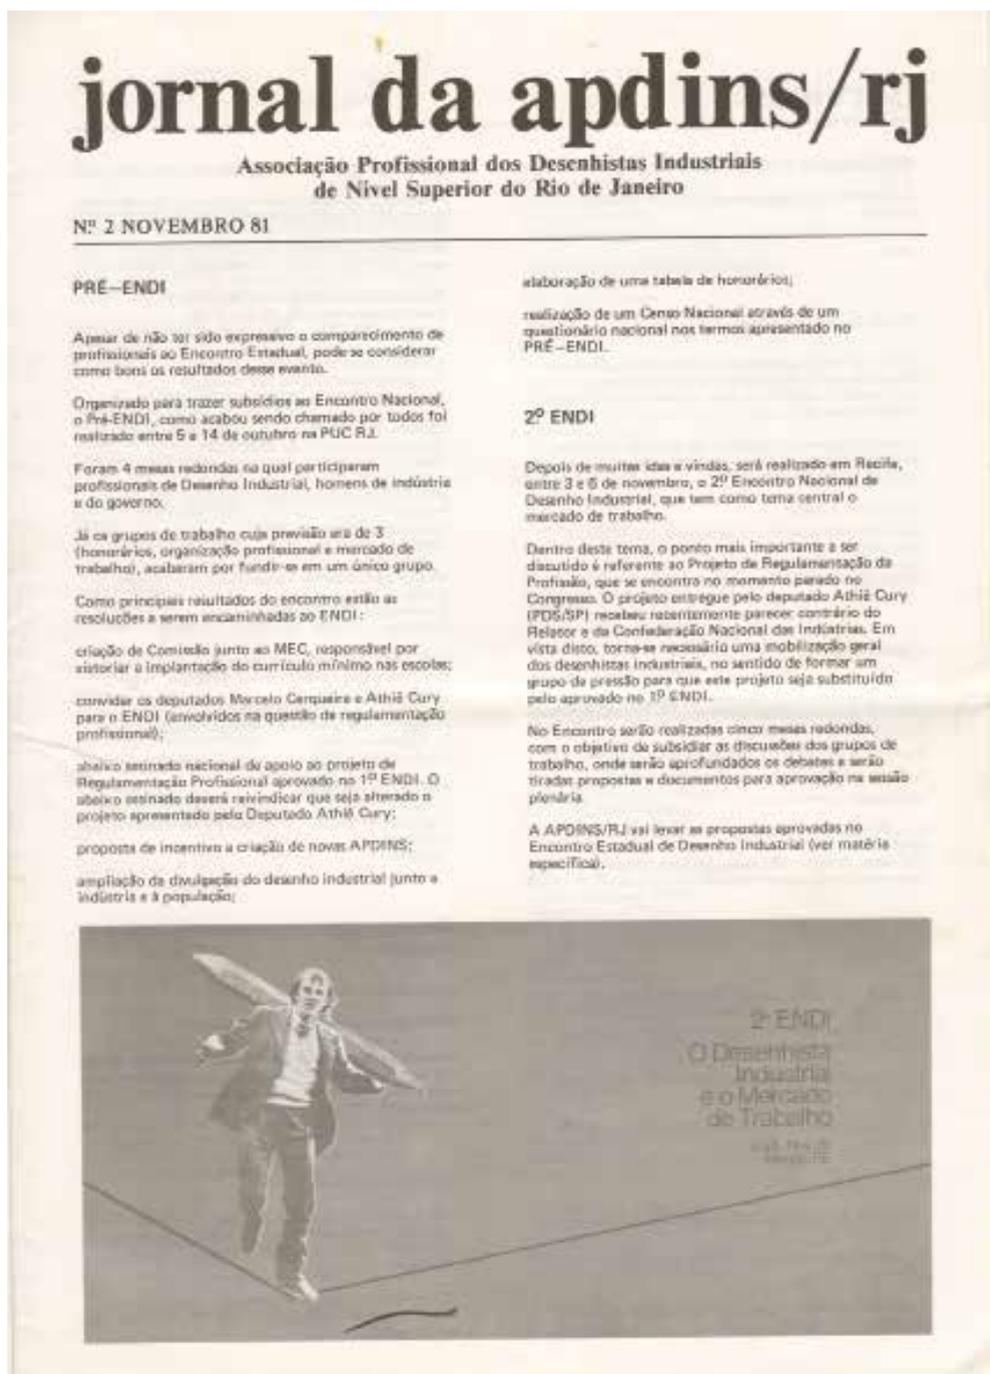 jornal da apdins/rj
Associação Profissional dos Desenhistas Industriais
de Nível Superior do Rio de Janeiro
N.º 2 NOVEMBRO 81
PRÉ-ENDI
Apesar de não ter sido expressivo o comparecimento de
profissionais ao Encontro Estadual, pode-se considerar
como bons os resultados desse evento.
Organizado para trazer subsídios ao Encontro Nacional,
o Pré-ENDI, como acabou sendo chamado por todos foi
realizado entre 5 a 14 de outubro na PUC RJ.
Foram 4 mesas redondas na qual participaram
profissionais de Desenho Industrial, homens de indústria
e do governo.
Já os grupos de trabalho cuja previsão era de 3
(honorários, organização profissional e mercado de
trabalho), acabaram por fundir-se em um único grupo.
Como principais resultados do encontro estão as
resoluções a serem encaminhadas ao ENDI:
criação de Comissão junto ao MEC, responsável por
vistoriar a implantação do currículo mínimo nas escolas;
convidar os deputados Marcelo Cerqueira e Athiê Cury
para o ENDI (envolvidos na questão de regulamentação
profissional);
abaixo assinado nacional de apoio ao projeto de
Regulamentação Profissional aprovado no 1º ENDI. O
abaixo assinado deverá reivindicar que seja alterado o
projeto apresentado pelo Deputado Athiê Cury;
proposta de incentivo a criação de novas APDINS;
ampliação da divulgação do desenho industrial junto a
indústria e à população;
elaboração de uma tabela de honorários;
realização de um Censo Nacional através de um
questionário nacional nos termos apresentado no
PRÉ-ENDI.
2º ENDI
Depois de muitas idas e vindas, será realizado em Recife,
entre 3 e 6 de novembro, o 2º Encontro Nacional de
Desenho Industrial, que tem como tema central o
mercado de trabalho.
Dentro deste tema, o ponto mais importante a ser
discutido é referente ao Projeto de Regulamentação da
Profissão, que se encontra no momento parado no
Congresso. O projeto entregue pelo deputado Athiê Cury
(PDS/SP) recebeu recentemente parecer contrário do
Relator e da Confederação Nacional das Indústrias. Em
vista disto, torna-se necessário uma mobilização geral
dos desenhistas industriais, no sentido de formar um
grupo de pressão para que este projeto seja substituído
pelo aprovado no 1º ENDI.
No Encontro serão realizadas cinco mesas redondas,
com o objetivo de subsidiar as discussões dos grupos de
trabalho, onde serão aprofundados os debates e serão
tiradas propostas e documentos para aprovação na sessão
plenária.
A APDINS/RJ vai levar as propostas aprovadas no
Encontro Estadual de Desenho Industrial (ver matéria
específica).
2º ENDI
O Desenhista
Industrial
e o Mercado
de Trabalho